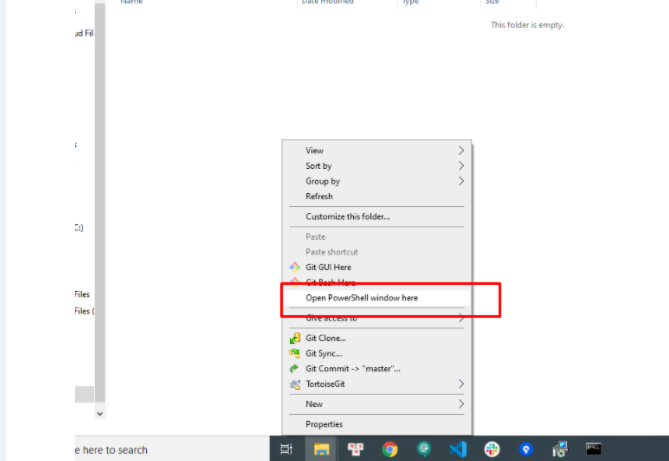 Name Date modified Type Size
This folder is empty.
ud Fil
C:)
Files
Files (
View
Sort by
Group by
Refresh
Customize this folder...
Paste
Paste shortcut
Git GUI Here
Git Bash Here
Open PowerShell window here
Give access to
Git Clone...
Git Sync...
Git Commit -> "master"...
TortoiseGit
New
Properties
e here to search